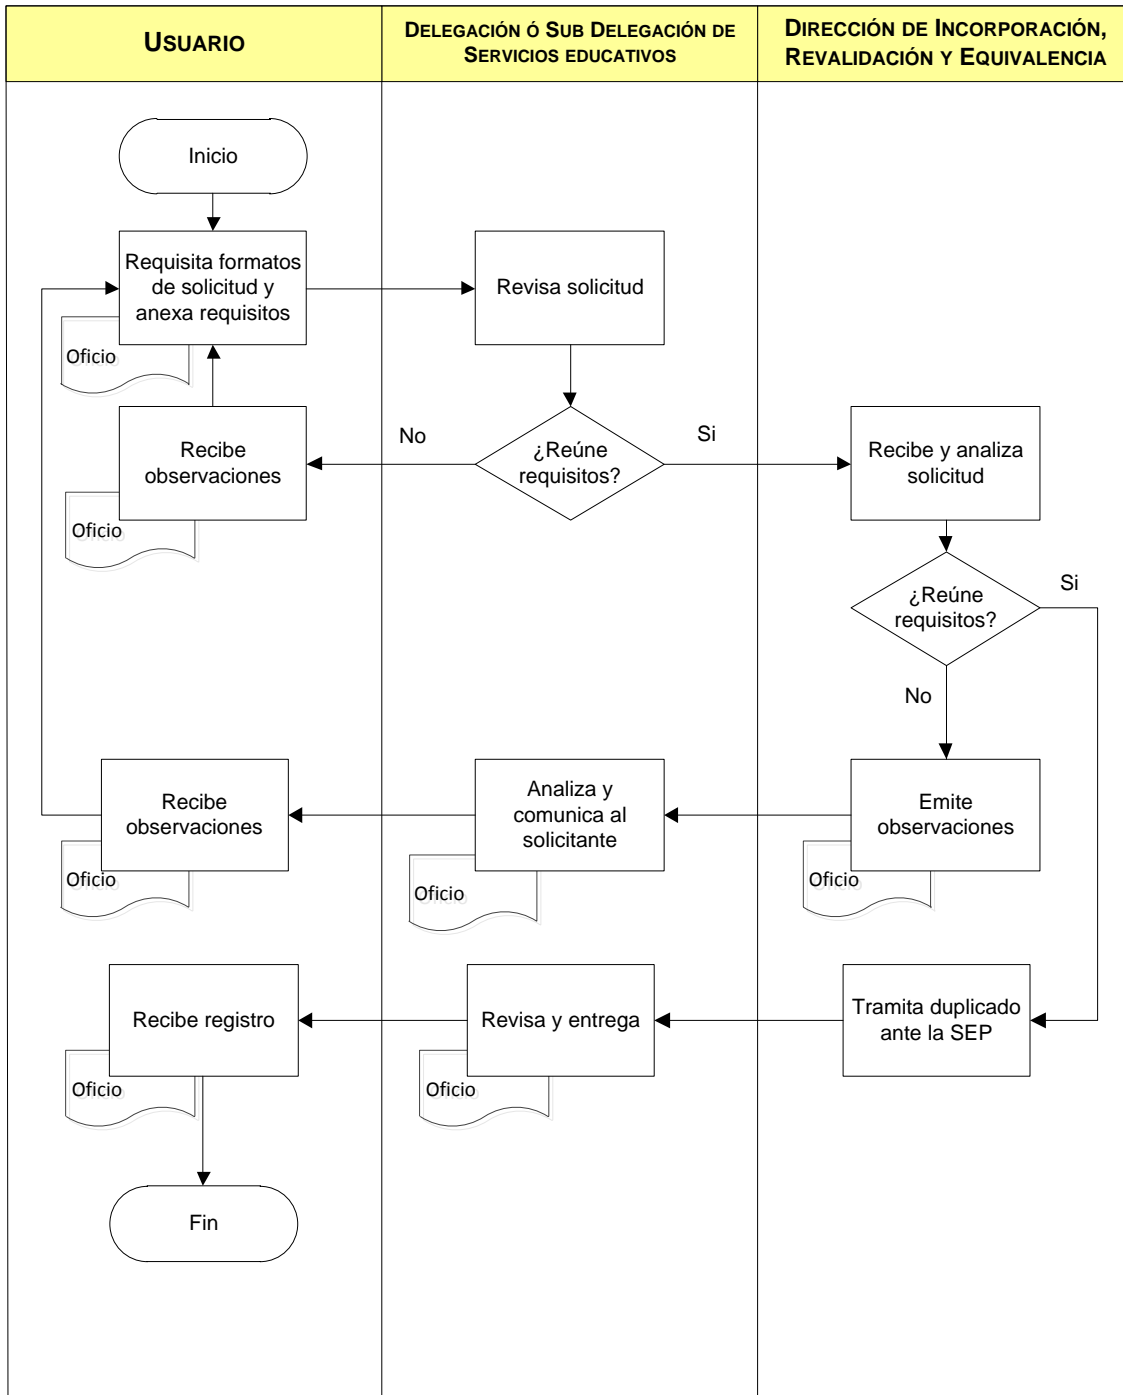 USUARIO
DELEGACIÓN Ó SUB DELEGACIÓN DE
SERVICIOS EDUCATIVOS
DIRECCIÓN DE INCORPORACIÓN,
REVALIDACIÓN Y EQUIVALENCIA
Inicio
Requisita formatos
de solicitud y
anexa requisitos
Oficio
Revisa solicitud
Recibe
observaciones
Oficio
No
¿Reúne
requisitos?
Si
Recibe y analiza
solicitud
¿Reúne
requisitos?
Si
No
Recibe
observaciones
Oficio
Analiza y
comunica al
solicitante
Oficio
Emite
observaciones
Oficio
Recibe registro
Oficio
Revisa y entrega
Oficio
Tramita duplicado
ante la SEP
Fin